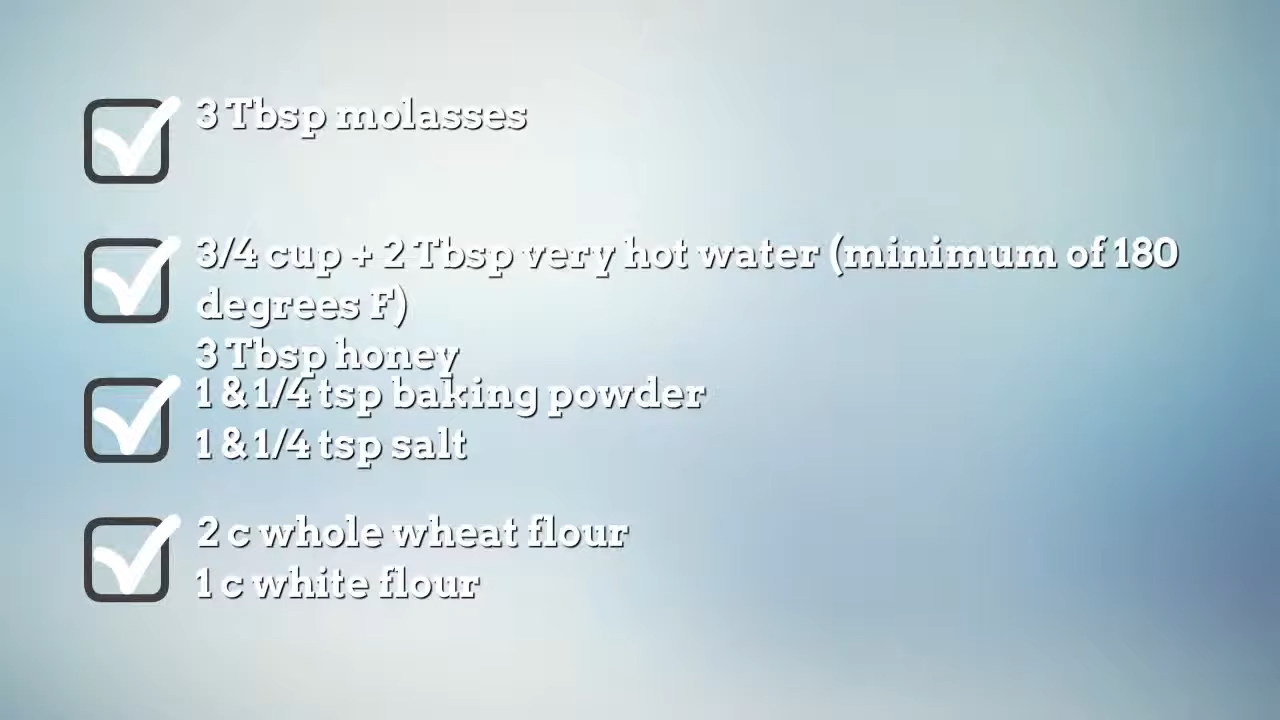 3 Tbsp molasses
3/4 cup + 2 Tbsp very hot water (minimum of 180
degrees F)
3 Tbsp honey
1 & 1/4 tsp baking powder
1 & 1/4 tsp salt
2 c whole wheat flour
1 c white flour